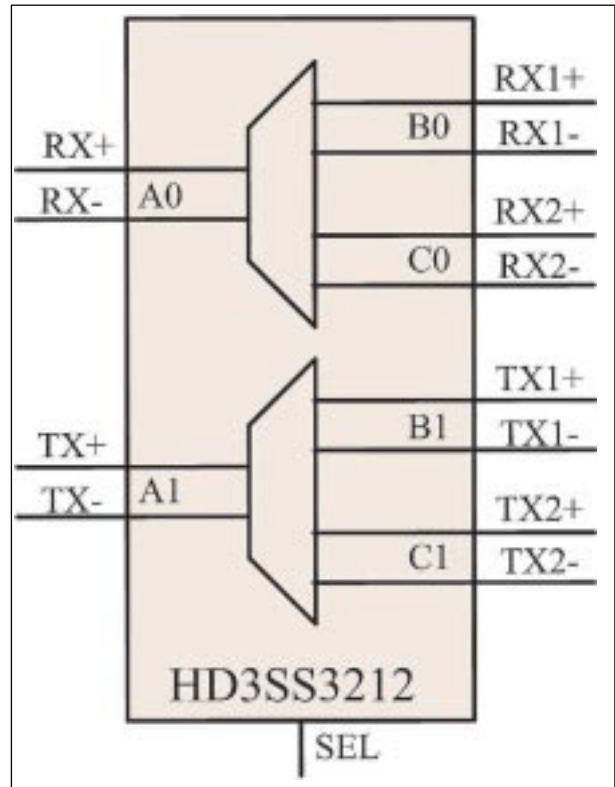 RX1+
B0
RX1-
RX+
A0
RX-
RX2+
C0
RX2-
TX1+
B1
TX1-
TX+
A1
TX-
TX2+
C1
TX2-
HD3SS3212
SEL